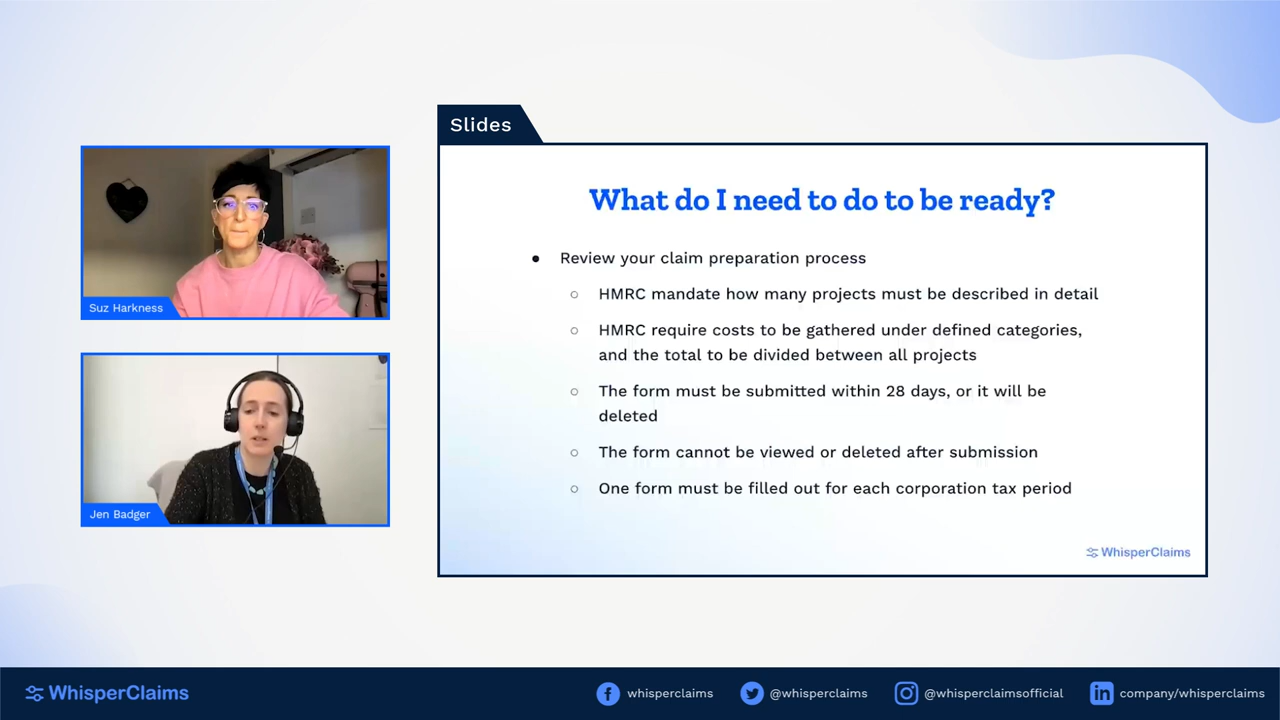 Slides
What do I need to do to be ready?
● Review your claim preparation process
○ HMRC mandate how many projects must be described in detail
○ HMRC require costs to be gathered under defined categories,
and the total to be divided between all projects
○ The form must be submitted within 28 days, or it will be
deleted
○ The form cannot be viewed or deleted after submission
○ One form must be filled out for each corporation tax period
WhisperClaims
Suz Harkness
Jen Badger
WhisperClaims
whisperclaims
@whisperclaims
@whisperclaimsofficial
company/whisperclaims